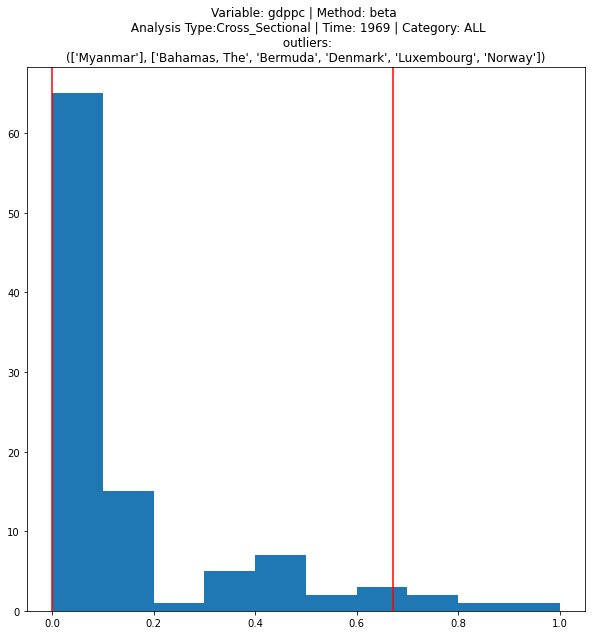 Variable: gdppc | Method: beta
Analysis Type:Cross_Sectional | Time: 1969 | Category: ALL
outliers:
(['Myanmar'], ['Bahamas, The', 'Bermuda', 'Denmark', 'Luxembourg', 'Norway'])
60
50
40
30
20
10
0
0.0 0.2 0.4 0.6 0.8 1.0